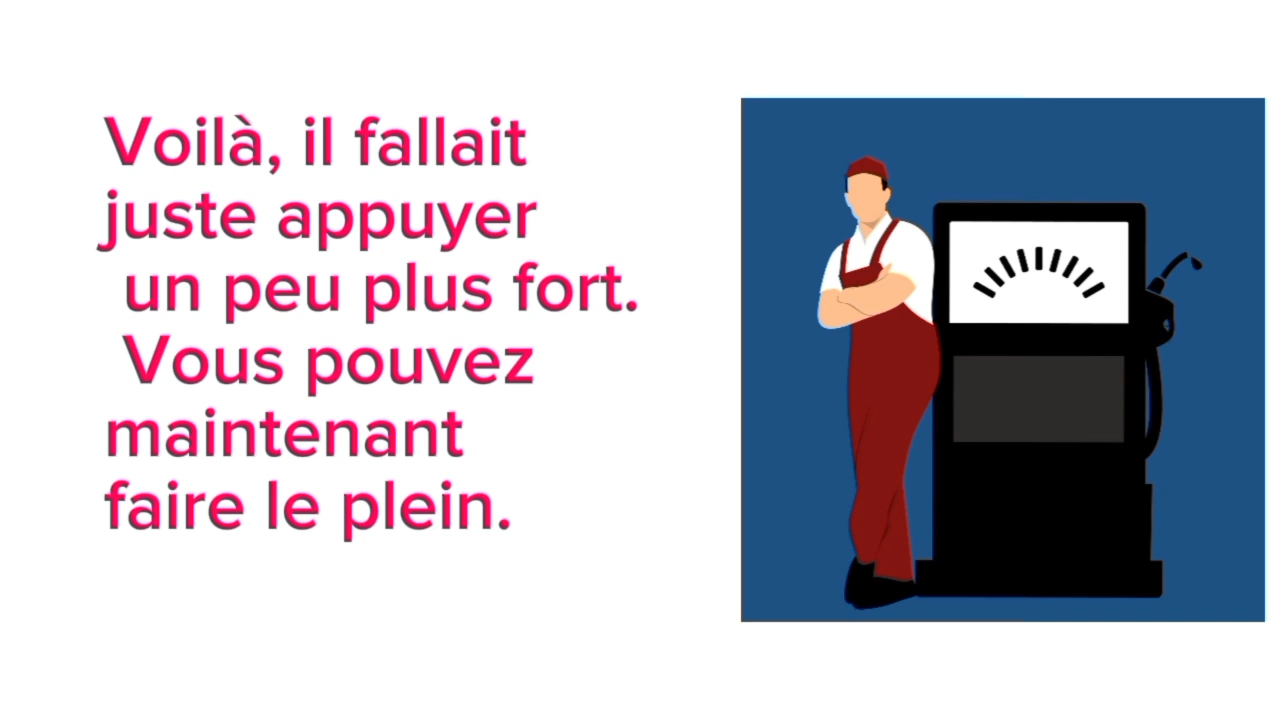 Voilà, il fallait
juste appuyer
un peu plus fort.
Vous pouvez
maintenant
faire le plein.